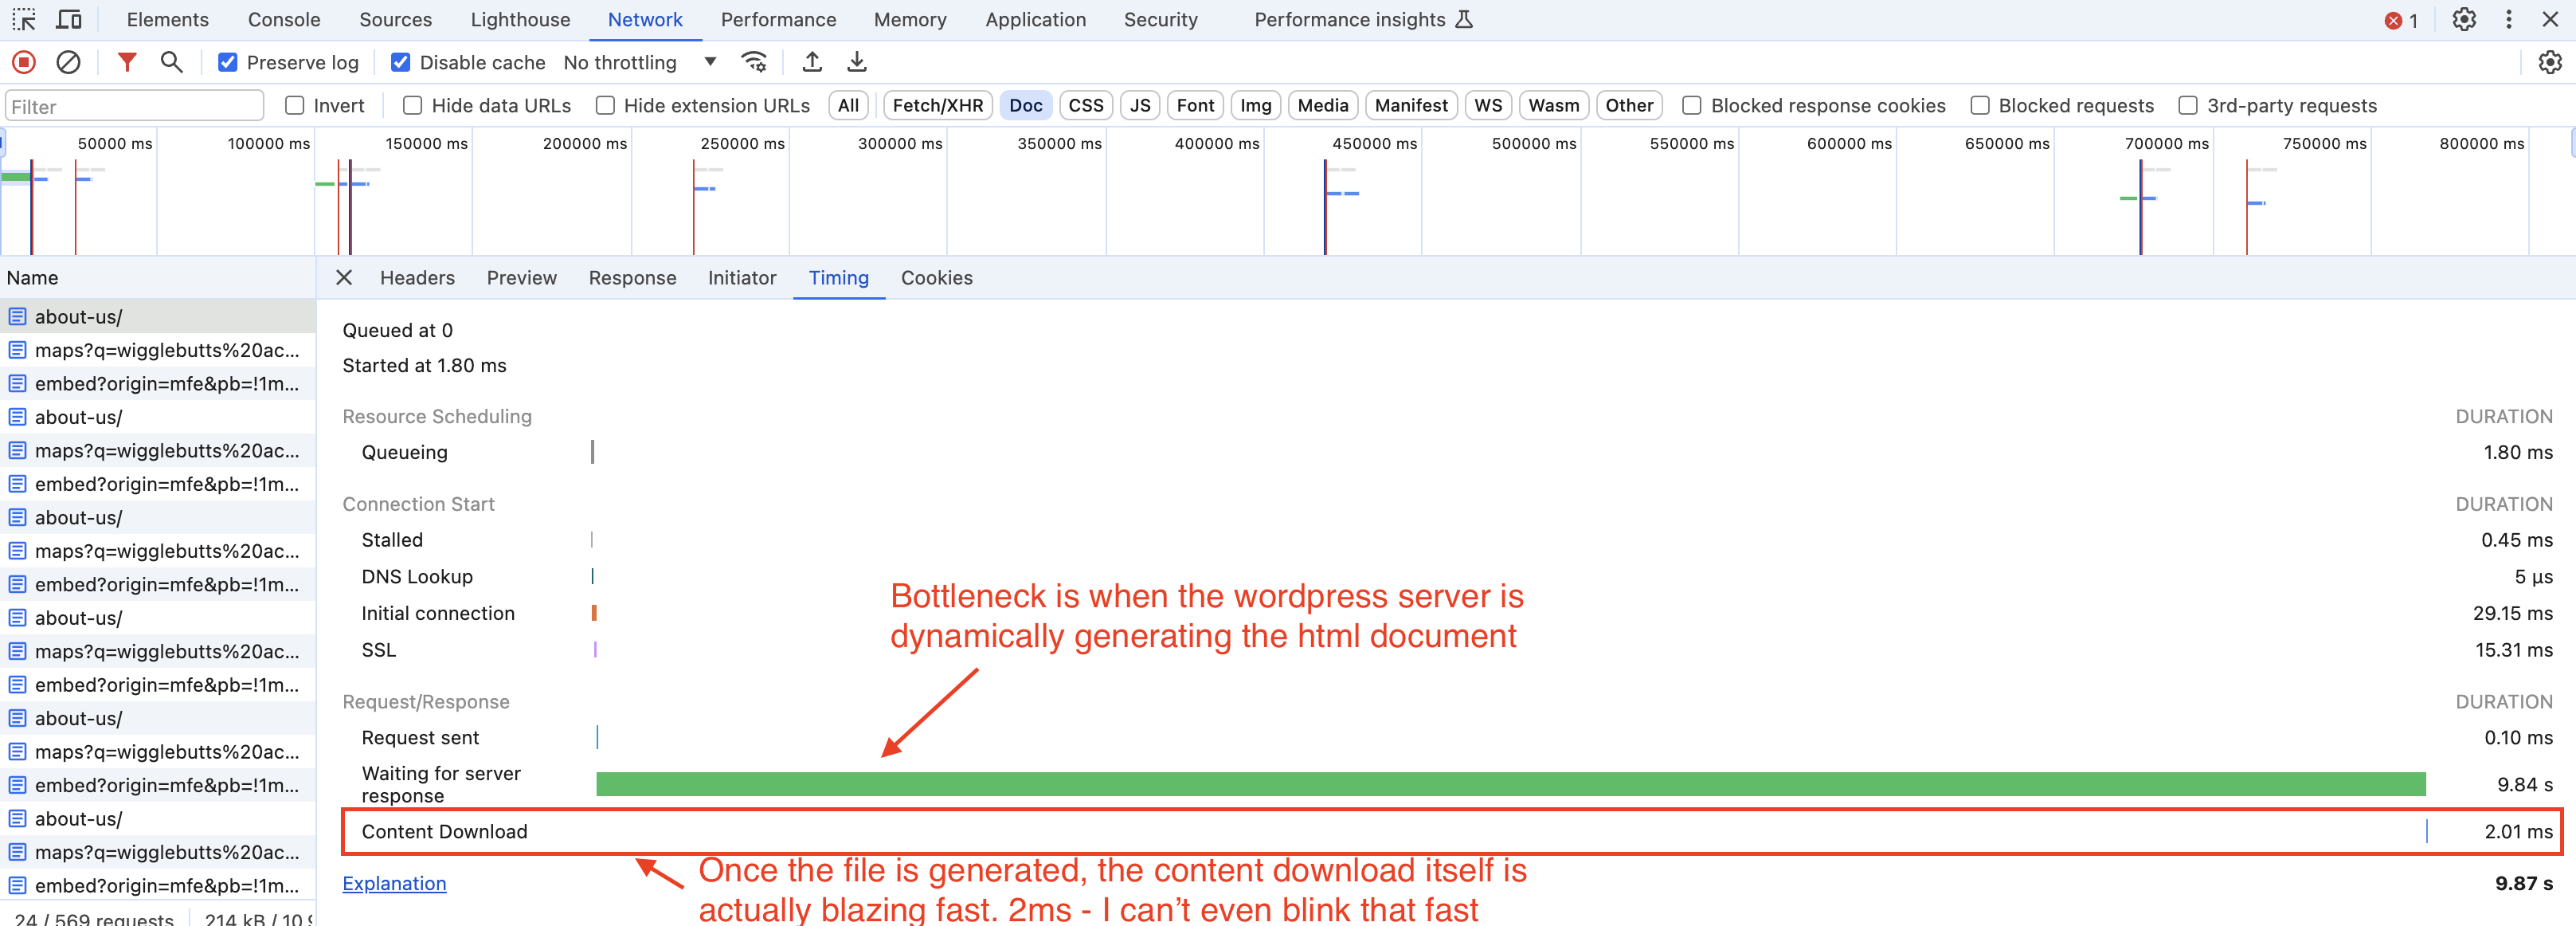 Elements Console Sources Lighthouse Network Performance Memory Application Security Performance insights 1
Preserve log Disable cache No throttling
Filter Invert Hide data URLs Hide extension URLs All Fetch/XHR Doc CSS JS Font Img Media Manifest WS Wasm Other Blocked response cookies Blocked requests 3rd-party requests
50000 ms 100000 ms 150000 ms 200000 ms 250000 ms 300000 ms 350000 ms 400000 ms 450000 ms 500000 ms 550000 ms 600000 ms 650000 ms 700000 ms 750000 ms 800000 ms
Name
about-us/
maps?q=wigglebutts%20ac...
embed?origin=mfe&pb=!1m...
about-us/
maps?q=wigglebutts%20ac...
embed?origin=mfe&pb=!1m...
about-us/
maps?q=wigglebutts%20ac...
embed?origin=mfe&pb=!1m...
about-us/
maps?q=wigglebutts%20ac...
embed?origin=mfe&pb=!1m...
about-us/
maps?q=wigglebutts%20ac...
embed?origin=mfe&pb=!1m...
about-us/
maps?q=wigglebutts%20ac...
embed?origin=mfe&pb=!1m...
24 / 569 requests 214 kB / 10.9
Headers Preview Response Initiator Timing Cookies
Queued at 0
Started at 1.80 ms
Resource Scheduling DURATION
Queueing 1.80 ms
Connection Start DURATION
Stalled 0.45 ms
DNS Lookup 5 μs
Initial connection 29.15 ms
SSL 15.31 ms
Bottleneck is when the wordpress server is
dynamically generating the html document
Request/Response DURATION
Request sent 0.10 ms
Waiting for server
response 9.84 s
Content Download 2.01 ms
Explanation 9.87 s
Once the file is generated, the content download itself is
actually blazing fast. 2ms - I can't even blink that fast